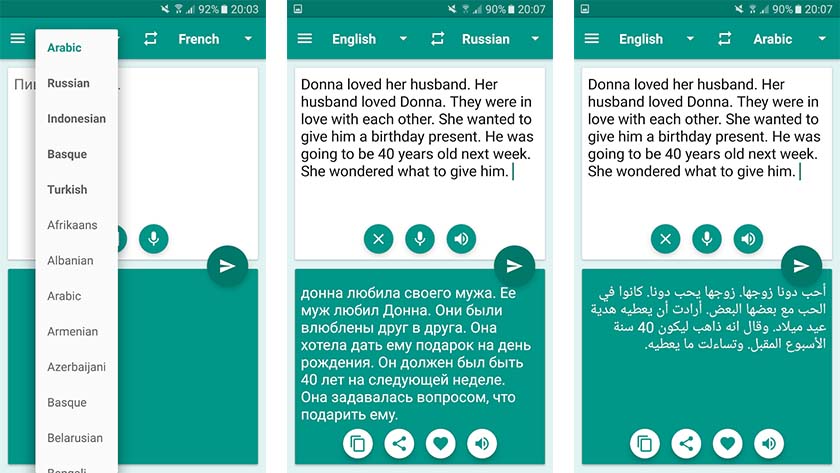 92% 20:03
French
Arabic
Russian
Indonesian
Basque
Turkish
Afrikaans
Albanian
Arabic
Armenian
Azerbaijani
Basque
Belarusian
90% 20:07
English
Russian
Donna loved her husband. Her
husband loved Donna. They were in
love with each other. She wanted to
give him a birthday present. He was
going to be 40 years old next week.
She wondered what to give him.
донна любила своего мужа. Ее
муж любил Донна. Они были
влюблены друг в друга. Она
хотела дать ему подарок на день
рождения. Он должен был быть
40 лет на следующей неделе.
Она задавалась вопросом, что
подарить ему.
90% 20:07
English
Arabic
Donna loved her husband. Her
husband loved Donna. They were in
love with each other. She wanted to
give him a birthday present. He was
going to be 40 years old next week.
She wondered what to give him.
أحب دونا زوجها. زوجها يحب دونا. كانوا في
الحب مع بعضها البعض. أرادت أن يعطيه هدية
عيد ميلاد. وقال انه ذاهب ليكون 40 سنة
الأسبوع المقبل. وتساءلت ما يعطيه.